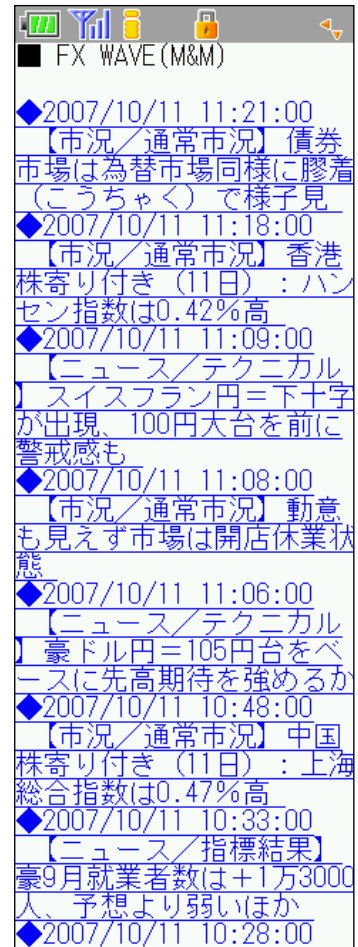 ■ FX WAVE(M&M)
◆2007/10/11 11:21:00
【市況／通常市況】 債券
市場は為替市場同様に膠着
（こうちゃく）で様子見
◆2007/10/11 11:18:00
【市況／通常市況】 香港
株寄り付き（11日）：ハン
セン指数は0.42%高
◆2007/10/11 11:09:00
【ニュース／テクニカル
】 スイスフラン円＝下十字
が出現、100円大台を前に
警戒感も
◆2007/10/11 11:08:00
【市況／通常市況】 動意
も見えず市場は開店休業状
態
◆2007/10/11 11:06:00
【ニュース／テクニカル
】 豪ドル円＝105円台をベ
ースに先高期待を強めるか
◆2007/10/11 10:48:00
【市況／通常市況】 中国
株寄り付き（11日）：上海
総合指数は0.47%高
◆2007/10/11 10:33:00
【ニュース／指標結果】
豪9月就業者数は＋1万3000
人、予想より弱いほか
◆2007/10/11 10:28:00